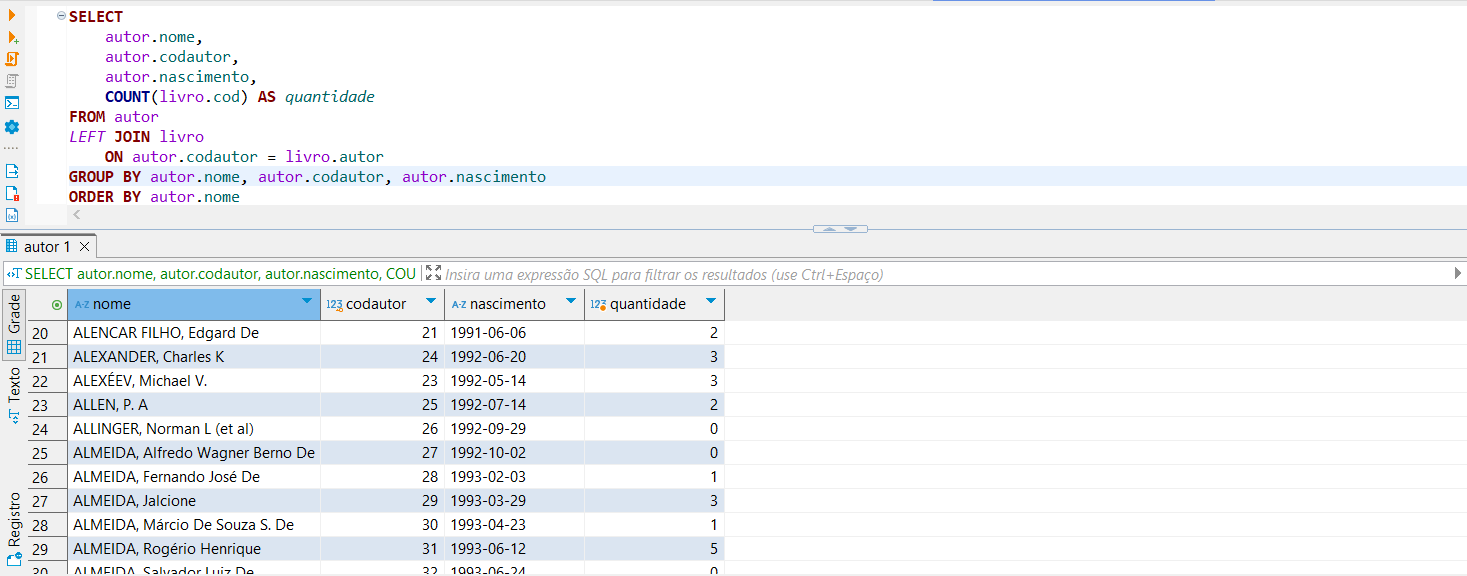 SELECT
autor.nome,
autor.codautor,
autor.nascimento,
COUNT(livro.cod) AS quantidade
FROM autor
LEFT JOIN livro
ON autor.codautor = livro.autor
GROUP BY autor.nome, autor.codautor, autor.nascimento
ORDER BY autor.nome
autor 1
SELECT autor.nome, autor.codautor, autor.nascimento, COU Insira uma expressão SQL para filtrar os resultados (use Ctrl+Espaço)
Grade
Texto
Registro
A-Z nome 123 codautor A-Z nascimento 123 quantidade
20 ALENCAR FILHO, Edgard De 21 1991-06-06 2
21 ALEXANDER, Charles K 24 1992-06-20 3
22 ALEXÉEV, Michael V. 23 1992-05-14 3
23 ALLEN, P. A 25 1992-07-14 2
24 ALLINGER, Norman L (et al) 26 1992-09-29 0
25 ALMEIDA, Alfredo Wagner Berno De 27 1992-10-02 0
26 ALMEIDA, Fernando José De 28 1993-02-03 1
27 ALMEIDA, Jalcione 29 1993-03-29 3
28 ALMEIDA, Márcio De Souza S. De 30 1993-04-23 1
29 ALMEIDA, Rogério Henrique 31 1993-06-12 5
30 ALMEIDA, Salvador Luiz De 32 1993-06-24 0